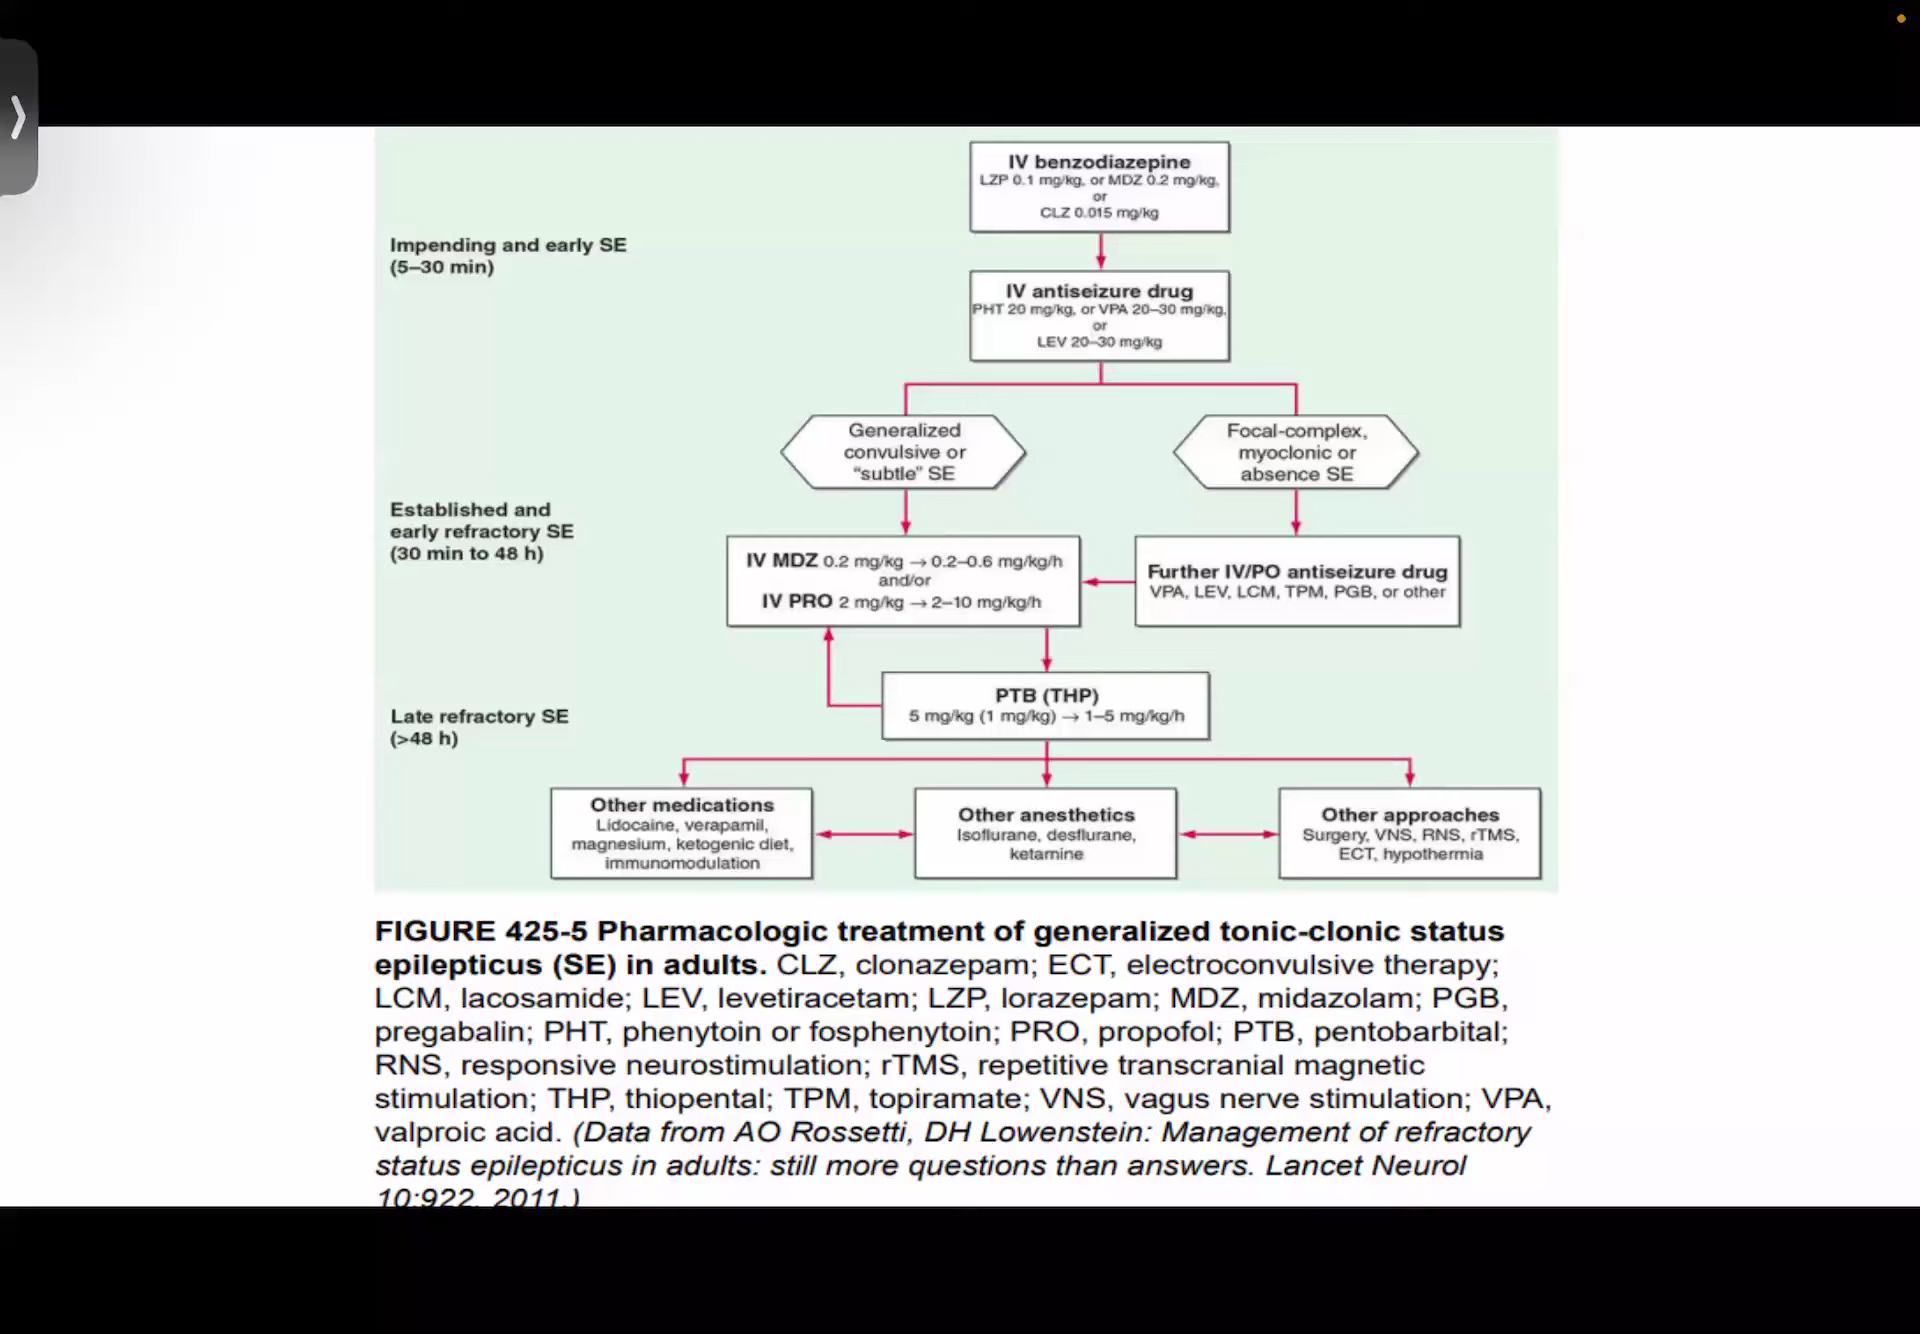 IV benzodiazepine
LZP 0.1 mg/kg, or MDZ 0.2 mg/kg,
or
CLZ 0.015 mg/kg
Impending and early SE
(5–30 min)
IV antiseizure drug
PHT 20 mg/kg, or VPA 20–30 mg/kg,
or
LEV 20–30 mg/kg
Generalized
convulsive or
“subtle” SE
Focal-complex,
myoclonic or
absence SE
Established and
early refractory SE
(30 min to 48 h)
IV MDZ 0.2 mg/kg → 0.2–0.6 mg/kg/h
and/or
IV PRO 2 mg/kg → 2–10 mg/kg/h
Further IV/PO antiseizure drug
VPA, LEV, LCM, TPM, PGB, or other
Late refractory SE
(>48 h)
PTB (THP)
5 mg/kg (1 mg/kg) → 1–5 mg/kg/h
Other medications
Lidocaine, verapamil,
magnesium, ketogenic diet,
immunomodulation
Other anesthetics
Isoflurane, desflurane,
ketamine
Other approaches
Surgery, VNS, RNS, rTMS,
ECT, hypothermia
FIGURE 425-5 Pharmacologic treatment of generalized tonic-clonic status
epilepticus (SE) in adults. CLZ, clonazepam; ECT, electroconvulsive therapy;
LCM, lacosamide; LEV, levetiracetam; LZP, lorazepam; MDZ, midazolam; PGB,
pregabalin; PHT, phenytoin or fosphenytoin; PRO, propofol; PTB, pentobarbital;
RNS, responsive neurostimulation; rTMS, repetitive transcranial magnetic
stimulation; THP, thiopental; TPM, topiramate; VNS, vagus nerve stimulation; VPA,
valproic acid. (Data from AO Rossetti, DH Lowenstein: Management of refractory
status epilepticus in adults: still more questions than answers. Lancet Neurol
10:922, 2011.)